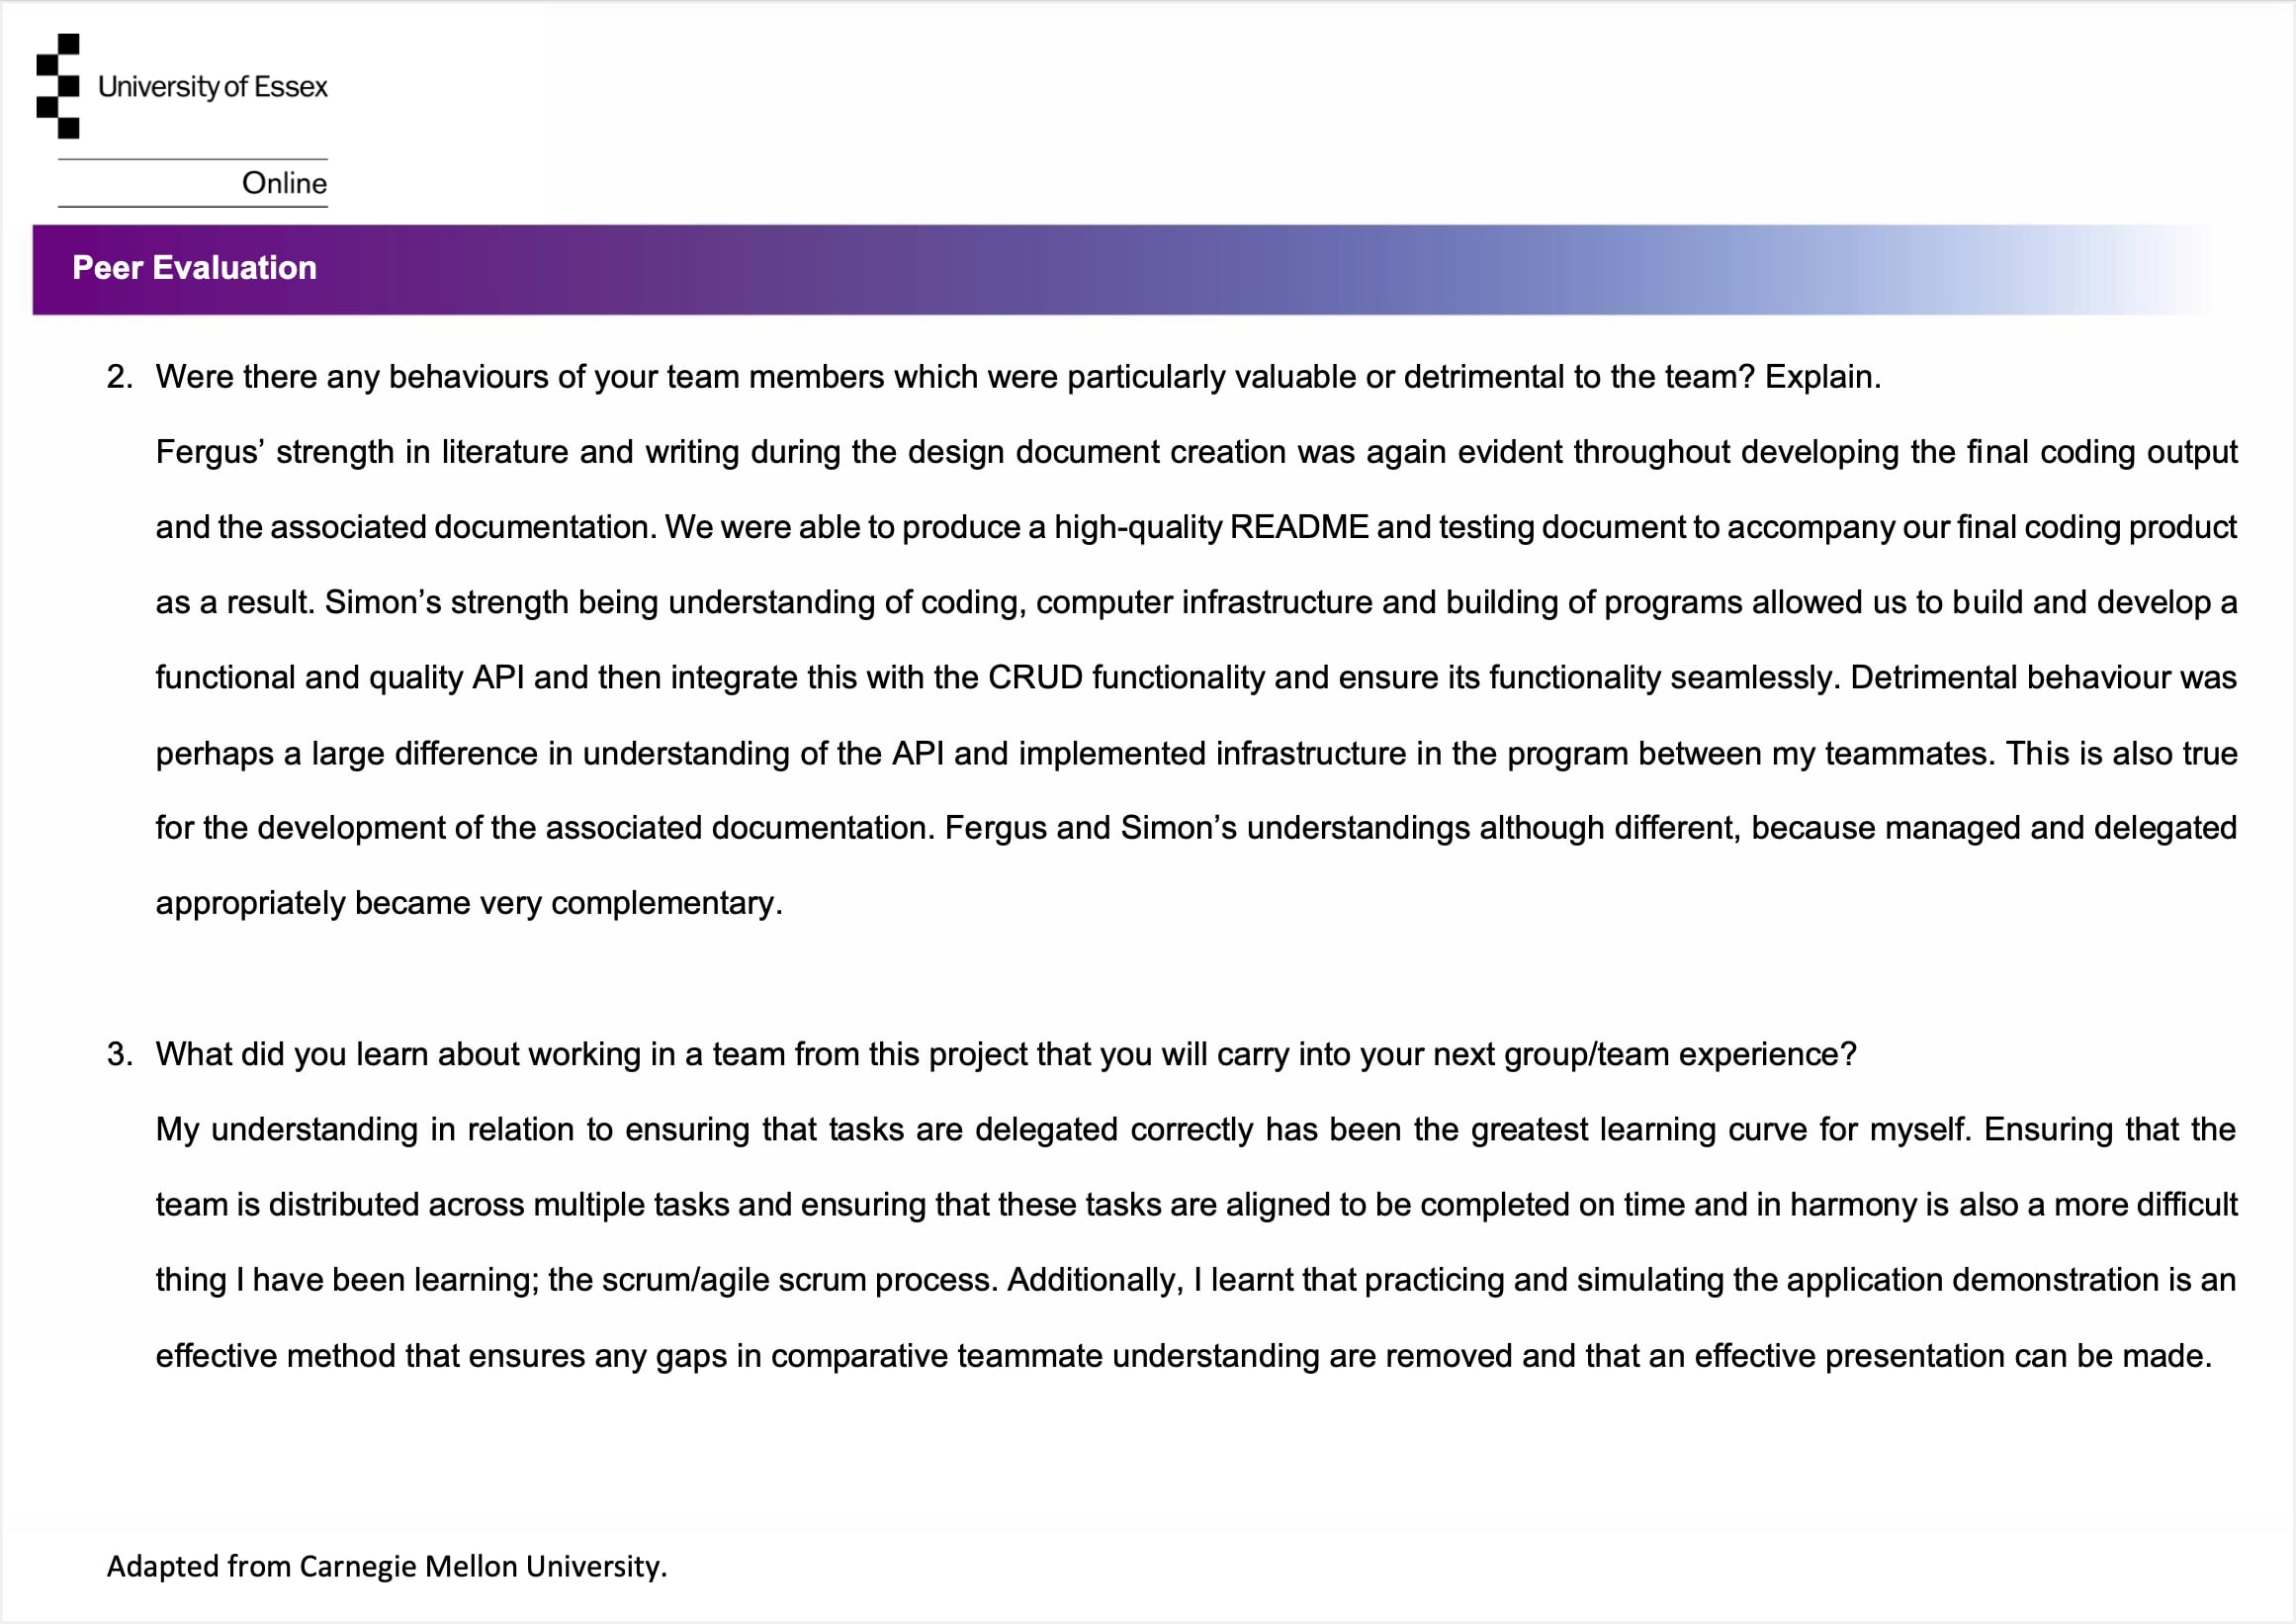 University of Essex
Online
Peer Evaluation
2. Were there any behaviours of your team members which were particularly valuable or detrimental to the team? Explain.
Fergus’ strength in literature and writing during the design document creation was again evident throughout developing the final coding output
and the associated documentation. We were able to produce a high-quality README and testing document to accompany our final coding product
as a result. Simon’s strength being understanding of coding, computer infrastructure and building of programs allowed us to build and develop a
functional and quality API and then integrate this with the CRUD functionality and ensure its functionality seamlessly. Detrimental behaviour was
perhaps a large difference in understanding of the API and implemented infrastructure in the program between my teammates. This is also true
for the development of the associated documentation. Fergus and Simon’s understandings although different, because managed and delegated
appropriately became very complementary.
3. What did you learn about working in a team from this project that you will carry into your next group/team experience?
My understanding in relation to ensuring that tasks are delegated correctly has been the greatest learning curve for myself. Ensuring that the
team is distributed across multiple tasks and ensuring that these tasks are aligned to be completed on time and in harmony is also a more difficult
thing I have been learning; the scrum/agile scrum process. Additionally, I learnt that practicing and simulating the application demonstration is an
effective method that ensures any gaps in comparative teammate understanding are removed and that an effective presentation can be made.
Adapted from Carnegie Mellon University.